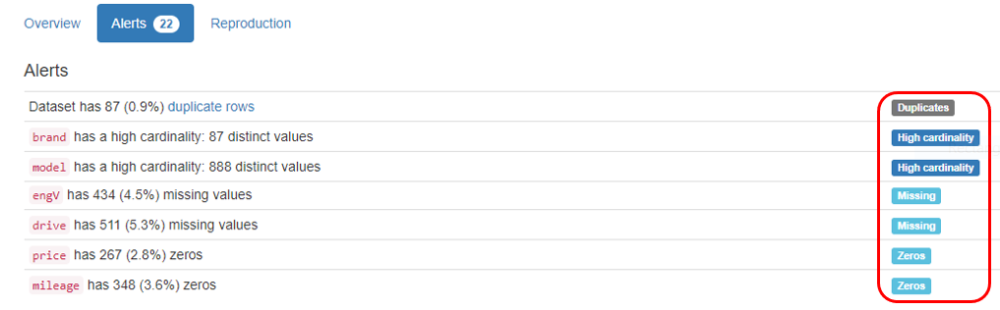 Overview Alerts 22 Reproduction
Alerts
Dataset has 87 (0.9%) duplicate rows Duplicates
brand has a high cardinality: 87 distinct values High cardinality
model has a high cardinality: 888 distinct values High cardinality
engV has 434 (4.5%) missing values Missing
drive has 511 (5.3%) missing values Missing
price has 267 (2.8%) zeros Zeros
mileage has 348 (3.6%) zeros Zeros